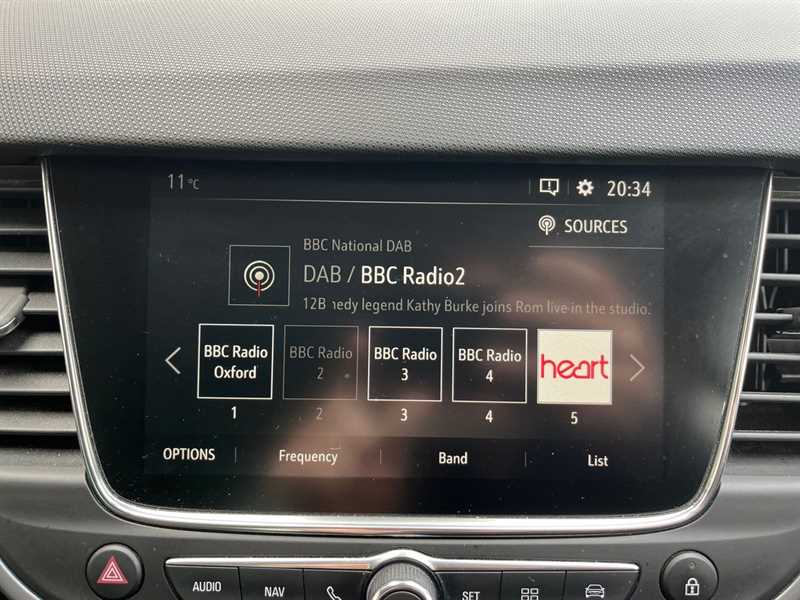 11°C 20:34
SOURCES
BBC National DAB
DAB / BBC Radio2
12B medy legend Kathy Burke joins Rom live in the studio.
BBC Radio Oxford
BBC Radio 2
BBC Radio 3
BBC Radio 4
heart
1 2 3 4 5
OPTIONS Frequency Band List
AUDIO NAV SET